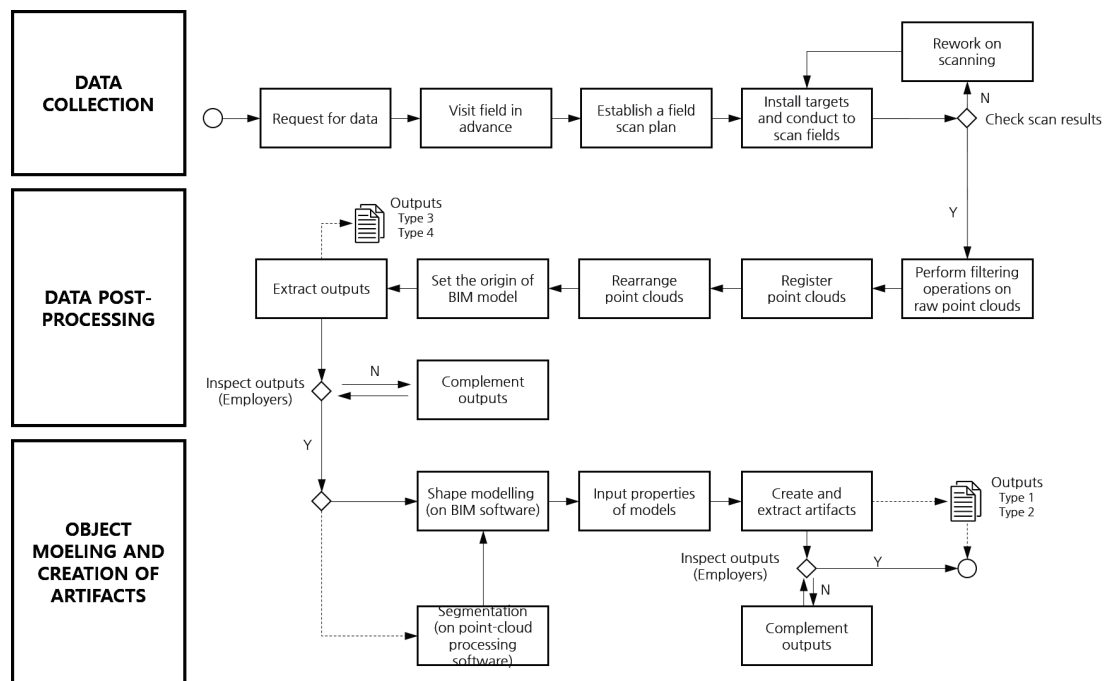 DATA
COLLECTION
Request for data
Visit field in
advance
Establish a field
scan plan
Install targets
and conduct to
scan fields
Rework on
scanning
N
Check scan results
Y
DATA POST-
PROCESSING
Outputs
Type 3
Type 4
Extract outputs
Set the origin of
BIM model
Rearrange
point clouds
Register
point clouds
Perform filtering
operations on
raw point clouds
Inspect outputs
(Employers)
N
Complement
outputs
Y
OBJECT
MOELING AND
CREATION OF
ARTIFACTS
Shape modelling
(on BIM software)
Input properties
of models
Create and
extract artifacts
Outputs
Type 1
Type 2
Inspect outputs
(Employers)
Y
N
Segmentation
(on point-cloud
processing
software)
Complement
outputs